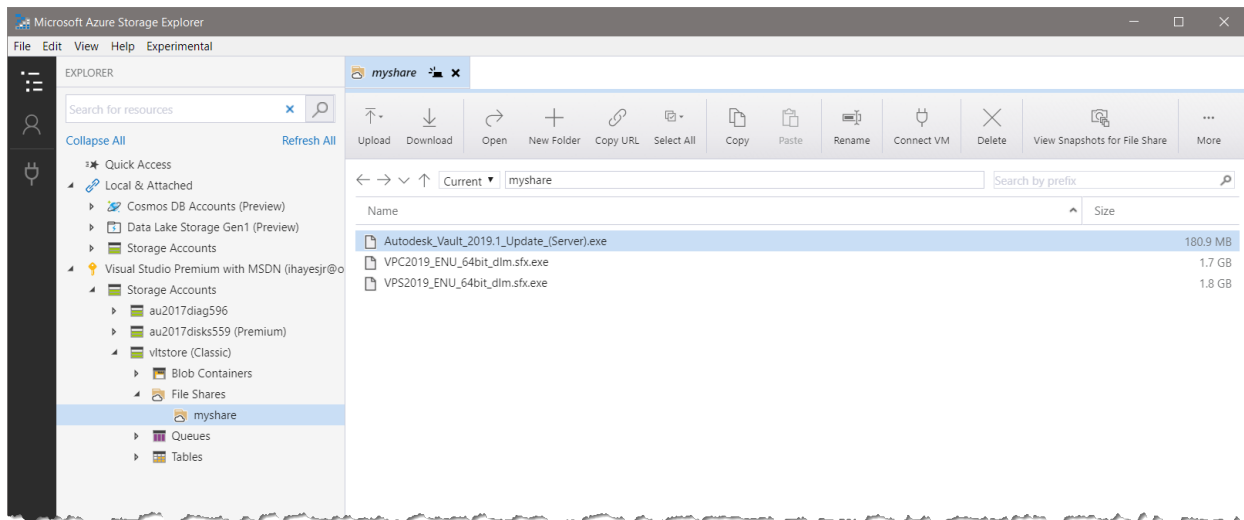 Microsoft Azure Storage Explorer
File Edit View Help Experimental
EXPLORER
Search for resources
Collapse All Refresh All
Quick Access
Local & Attached
Cosmos DB Accounts (Preview)
Data Lake Storage Gen1 (Preview)
Storage Accounts
Visual Studio Premium with MSDN (ihayesjr@o
Storage Accounts
au2017diag596
au2017disks559 (Premium)
vltstore (Classic)
Blob Containers
File Shares
myshare
Queues
Tables
myshare
Upload Download Open New Folder Copy URL Select All Copy Paste Rename Connect VM Delete View Snapshots for File Share More
Current myshare Search by prefix
Name Size
Autodesk_Vault_2019.1_Update_(Server).exe 180.9 MB
VPC2019_ENU_64bit_dlm.sfx.exe 1.7 GB
VPS2019_ENU_64bit_dlm.sfx.exe 1.8 GB